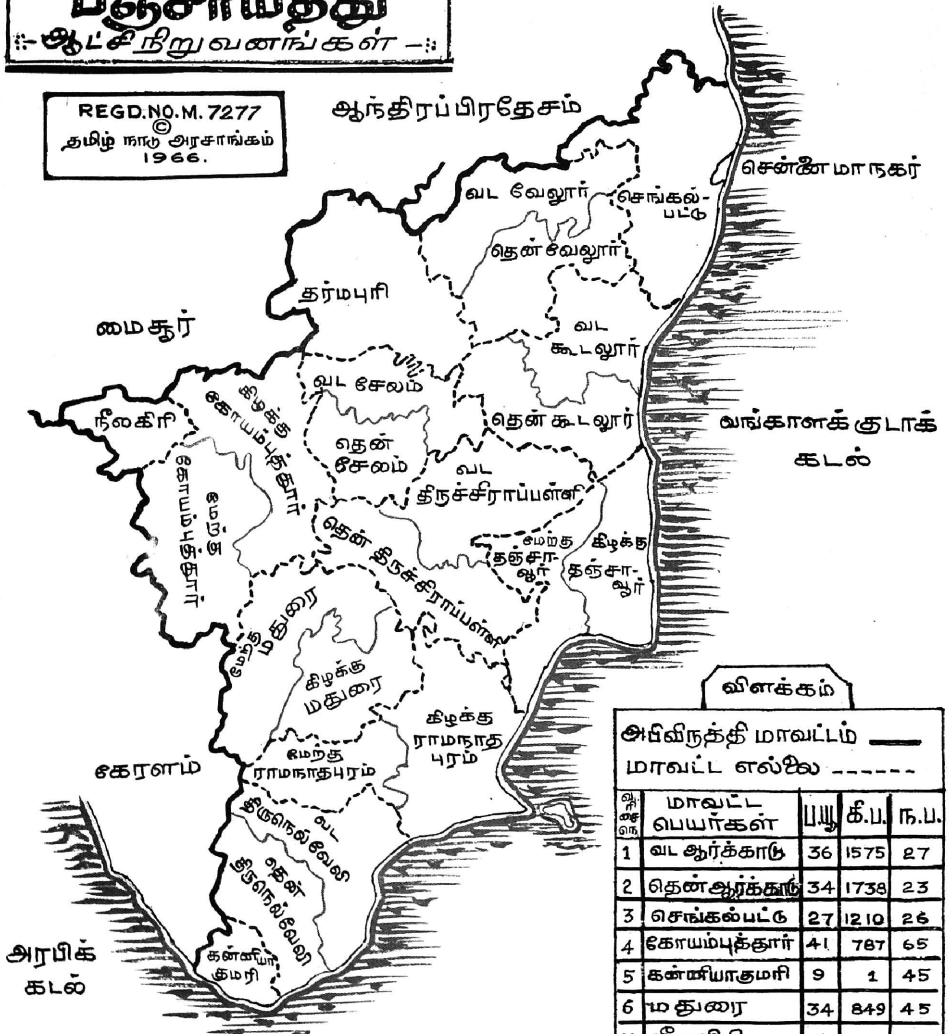 பஞ்சாயத்து
ஆட்சி நிறுவனங்கள்
REGD.NO.M. 7277
©
தமிழ் நாடு அரசாங்கம்
1966.
ஆந்திரப்பிரதேசம்
சென்னை மாநகர்
வட வேலூர்
செங்கல்-
பட்டு
தென் வேலூர்
தர்மபுரி
மைசூர்
வட
கூடலூர்
வட சேலம்
நீலகிரி
கிழக்கு
கோயம்புத்தூர்
தென்
சேலம்
தென் கூடலூர்
வங்காளக் குடாக்
கடல்
வட
திருச்சிராப்பள்ளி
மேற்கு
கோயம்புத்தூர்
தென் திருச்சிராப்பள்ளி
மேற்கு
தஞ்சா-
வூர்
கிழக்கு
தஞ்சா-
வூர்
மேற்கு
மதுரை
கிழக்கு
மதுரை
கிழக்கு
ராமநாத
புரம்
மேற்கு
ராமநாதபுரம்
கேரளம்
வட
திருநெல்வேலி
தென்
திருநெல்வேலி
கன்னியா
குமரி
அரபிக்
கடல்
விளக்கம்
அபிவிருத்தி மாவட்டம்
மாவட்ட எல்லை
வரிசை நெ மாவட்ட பெயர்கள் ப.யூ கீ.ப. ந.ப.
1 வட ஆர்க்காடு 36 1575 27
2 தென்ஆர்க்காடு 34 1738 23
3 செங்கல்பட்டு 27 1210 26
4 கோயம்புத்தூர் 41 787 65
5 கன்னியாகுமரி 9 1 45
6 மதுரை 34 849 45